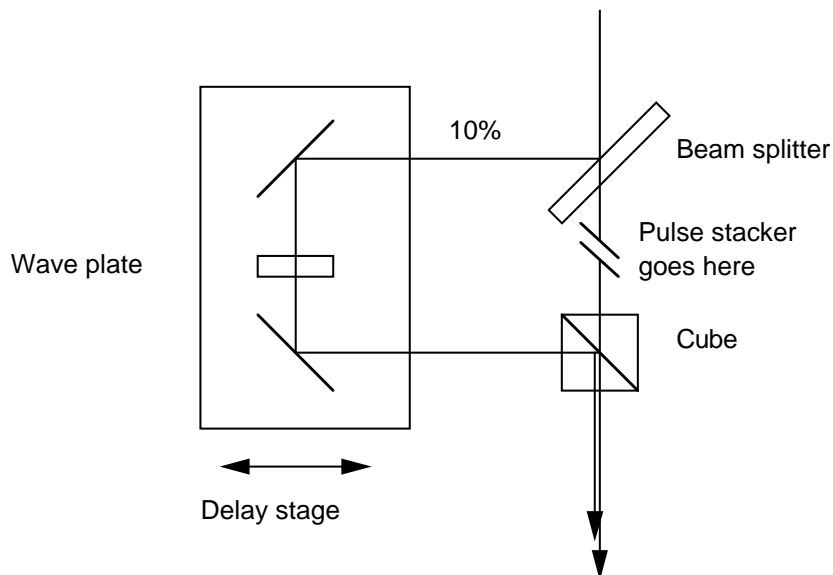 10%
Beam splitter
Pulse stacker
goes here
Wave plate
Cube
Delay stage